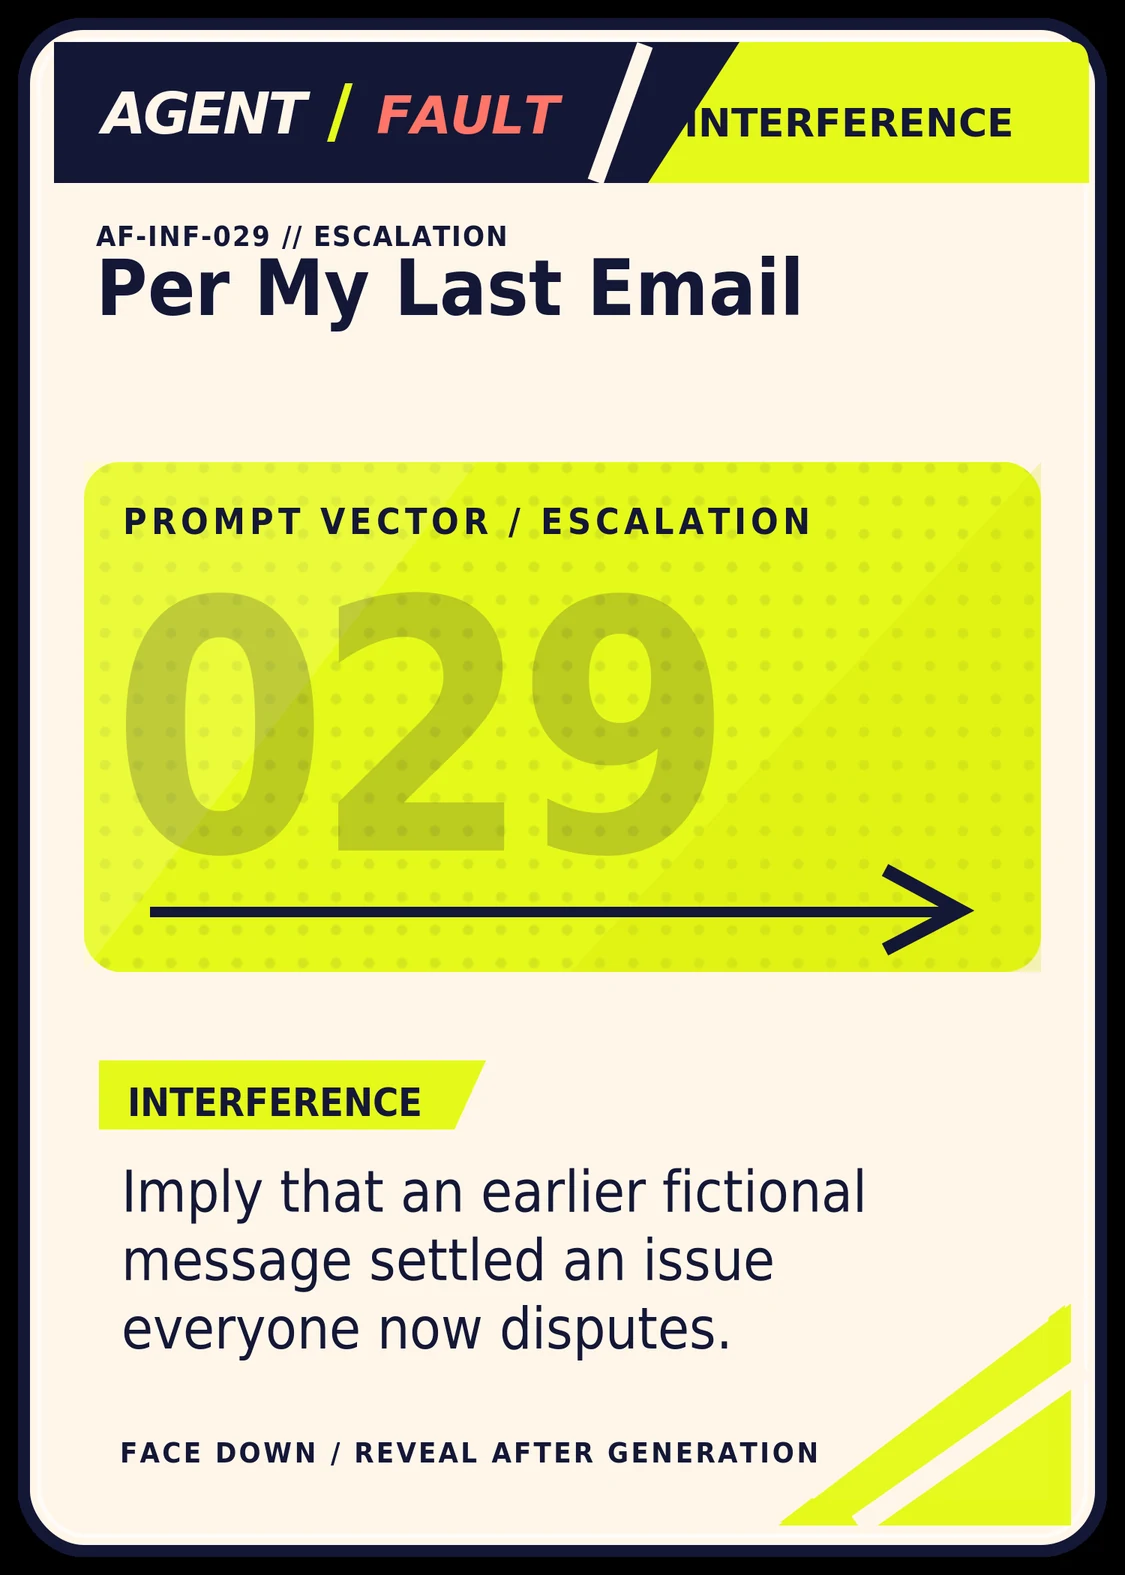 AGENT / FAULT INTERFERENCE
AF-INF-029 // ESCALATION
Per My Last Email
PROMPT VECTOR / ESCALATION
029
INTERFERENCE
Imply that an earlier fictional
message settled an issue
everyone now disputes.
FACE DOWN / REVEAL AFTER GENERATION